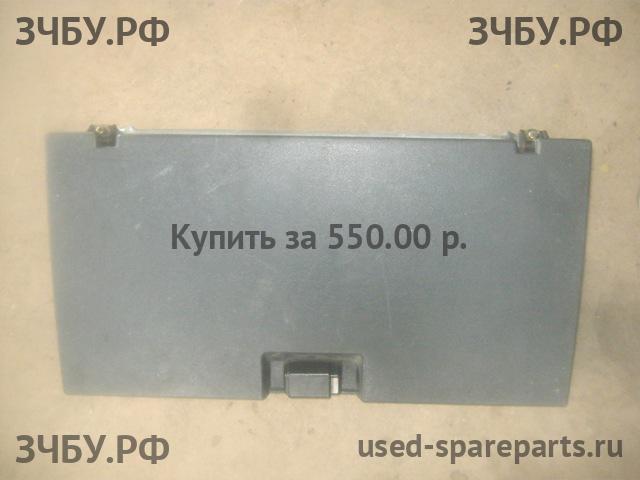 ЗЧБУ.РФ ЗЧБУ.РФ
Купить за 550.00 р.
ЗЧБУ.РФ used-spareparts.ru